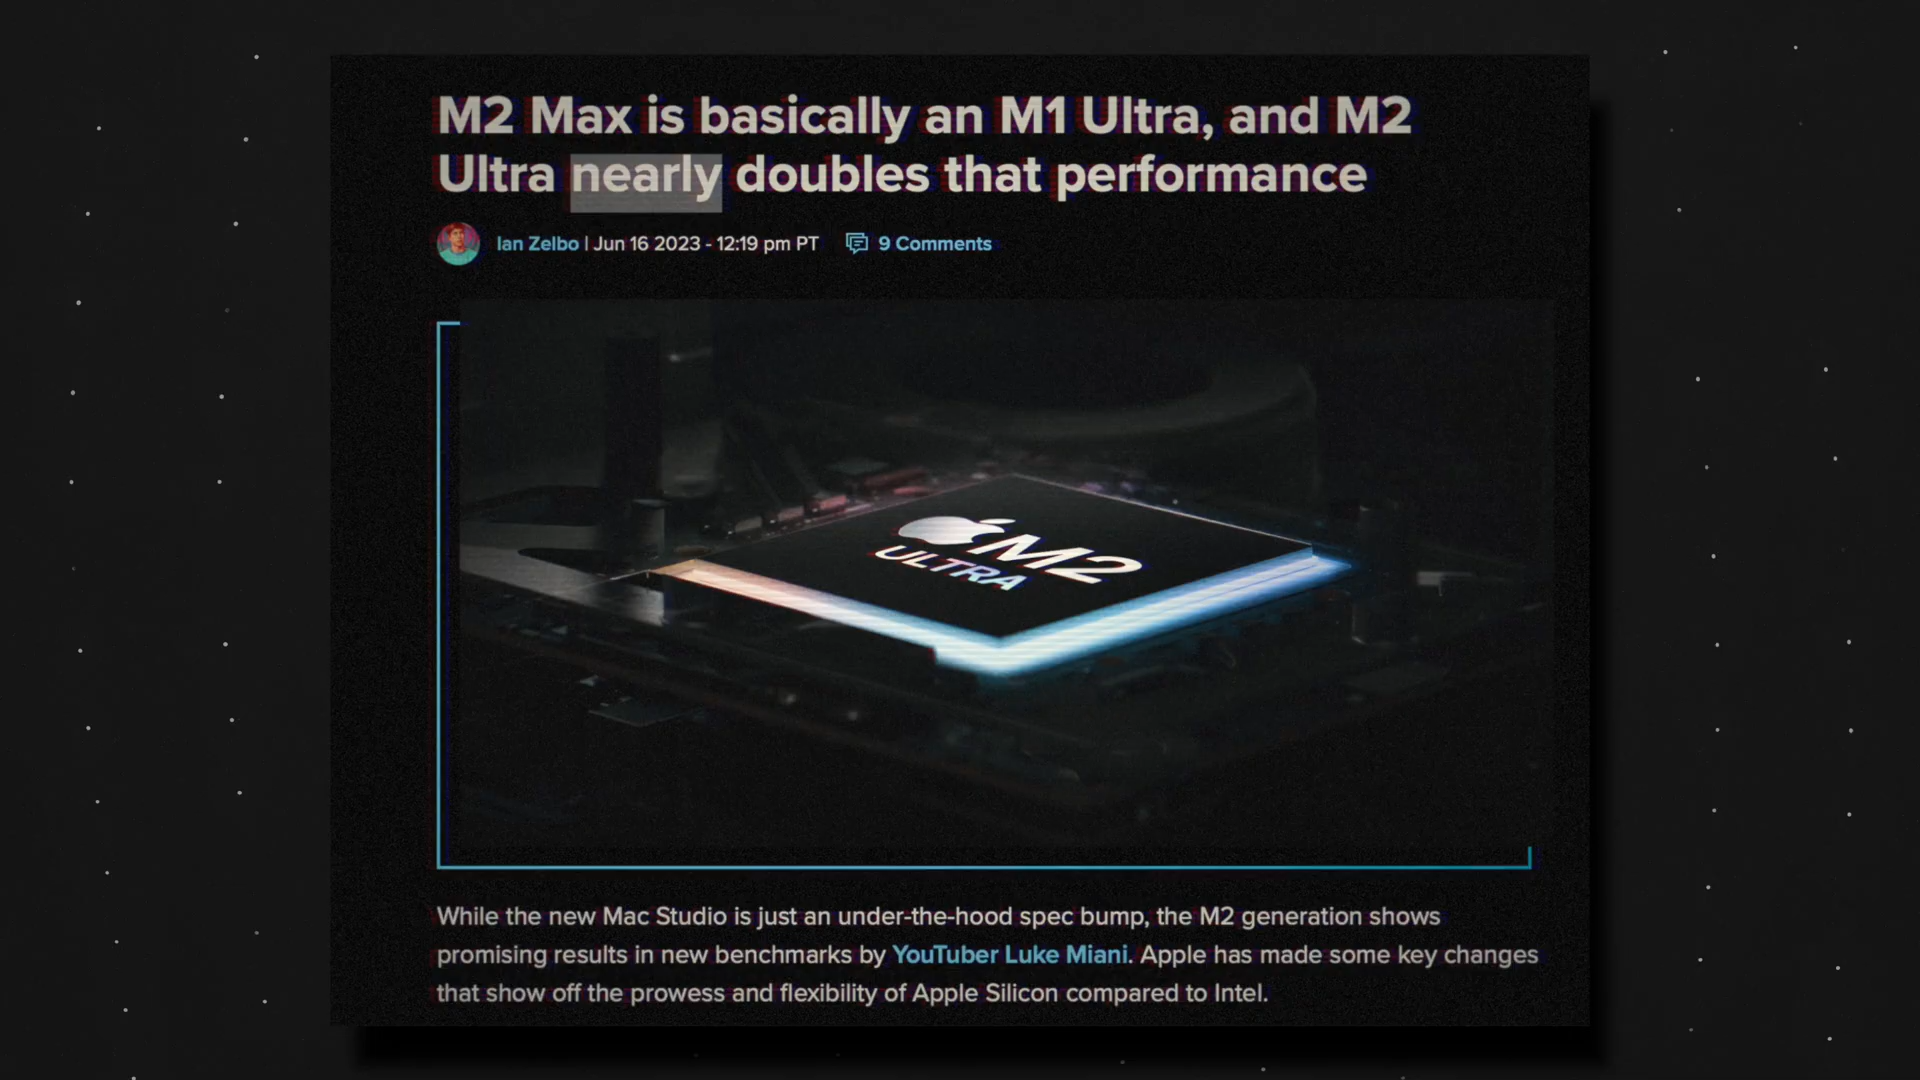 M2 Max is basically an M1 Ultra, and M2
Ultra nearly doubles that performance
Ian Zelbo | Jun 16 2023 - 12:19 pm PT 9 Comments
M2
ULTRA
While the new Mac Studio is just an under-the-hood spec bump, the M2 generation shows
promising results in new benchmarks by YouTuber Luke Miani. Apple has made some key changes
that show off the prowess and flexibility of Apple Silicon compared to Intel.